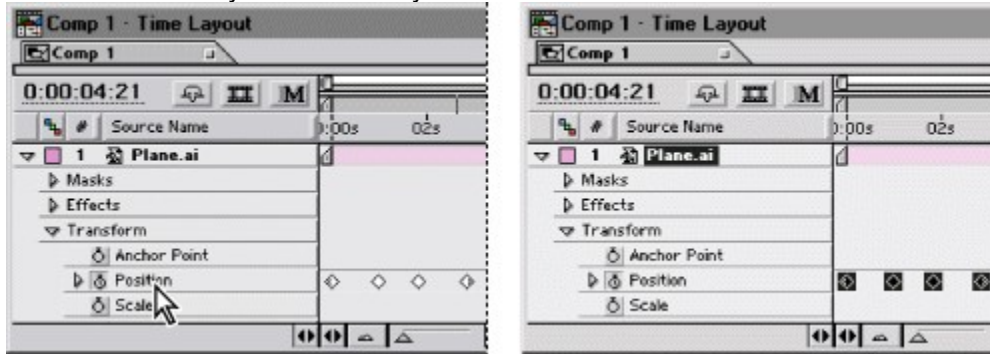 Comp 1 · Time Layout
Comp 1
0:00:04:21 M
# Source Name 0:00s 02s
1 Plane.ai
Masks
Effects
Transform
Anchor Point
Position
Scale
Comp 1 · Time Layout
Comp 1
0:00:04:21 M
# Source Name 0:00s 02s
1 Plane.ai
Masks
Effects
Transform
Anchor Point
Position
Scale